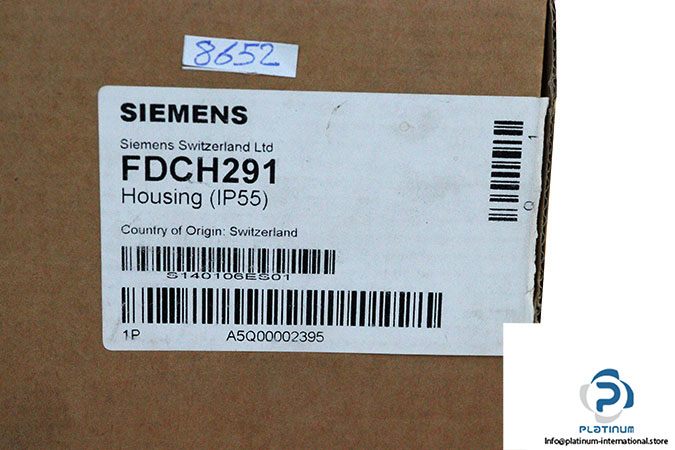 8652
SIEMENS
Siemens Switzerland Ltd
FDCH291
Housing (IP55)
Country of Origin: Switzerland
S140106ES01
1P A5Q00002395
Q 1
PLATINUM
Info@platinum-international.store